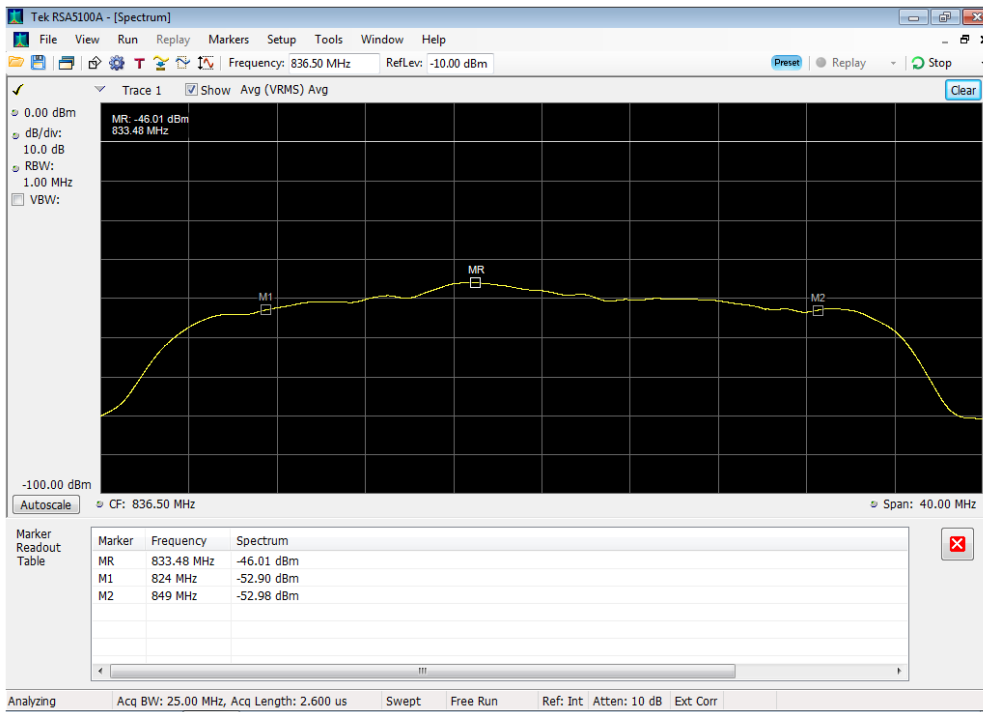 Tek RSA5100A - [Spectrum]
File View Run Replay Markers Setup Tools Window Help
Frequency: 836.50 MHz RefLev: -10.00 dBm Preset Replay Stop
Trace 1 Show Avg (VRMS) Avg Clear
0.00 dBm
dB/div:
10.0 dB
RBW:
1.00 MHz
VBW:
MR: -46.01 dBm
833.48 MHz
MR
M1
M2
-100.00 dBm
Autoscale CF: 836.50 MHz Span: 40.00 MHz
Marker
Readout
Table
Marker Frequency Spectrum
MR 833.48 MHz -46.01 dBm
M1 824 MHz -52.90 dBm
M2 849 MHz -52.98 dBm
Analyzing Acq BW: 25.00 MHz, Acq Length: 2.600 us Swept Free Run Ref: Int Atten: 10 dB Ext Corr